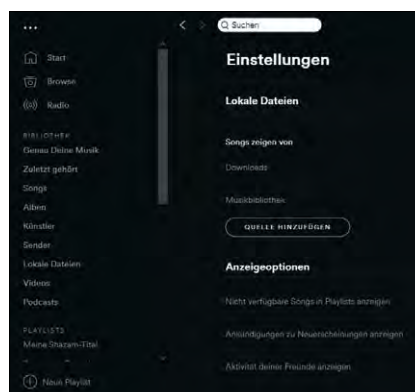 Suchen
Start
Browse
Radio
BIBLIOTHEK
Genau Deine Musik
Zuletzt gehört
Songs
Alben
Künstler
Sender
Lokale Dateien
Videos
Podcasts
PLAYLISTS
Meine Shazam-Titel
Neue Playlist
Einstellungen
Lokale Dateien
Songs zeigen von
Downloads
Musikbibliothek
QUELLE HINZUFÜGEN
Anzeigeoptionen
Nicht verfügbare Songs in Playlists anzeigen
Ankündigungen zu Neuerscheinungen anzeigen
Aktivität deiner Freunde anzeigen